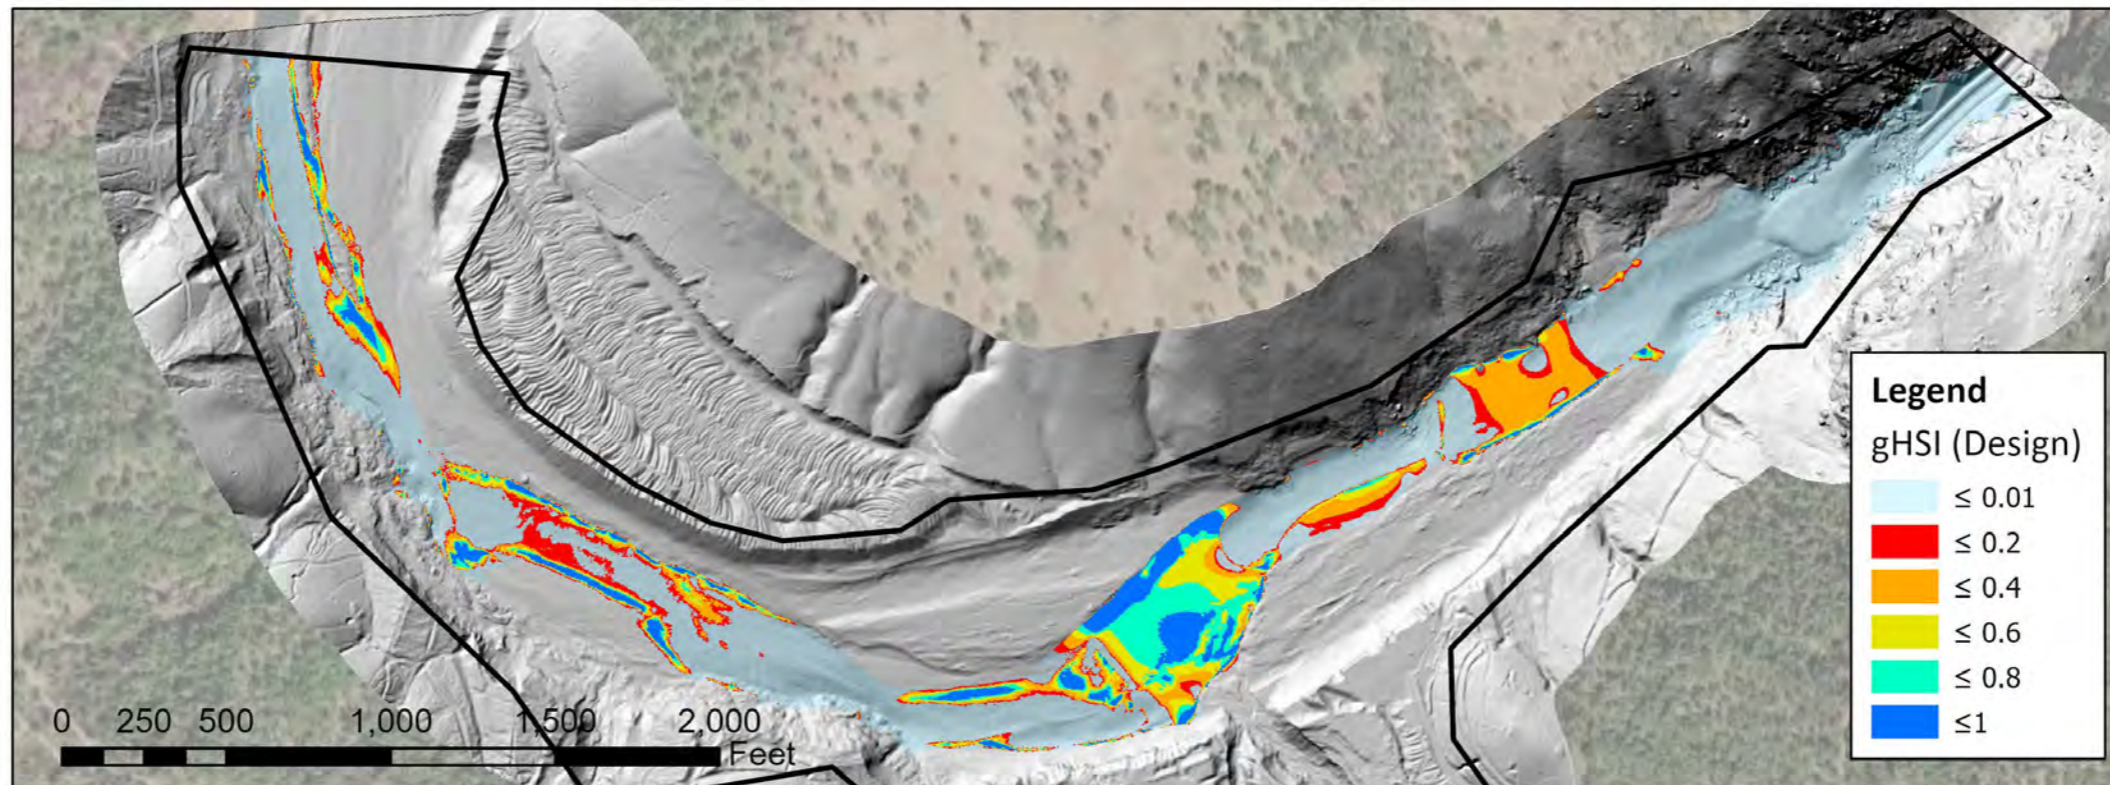 Legend
gHSI (Design)
≤ 0.01
≤ 0.2
≤ 0.4
≤ 0.6
≤ 0.8
≤1
0 250 500 1,000 1,500 2,000
Feet